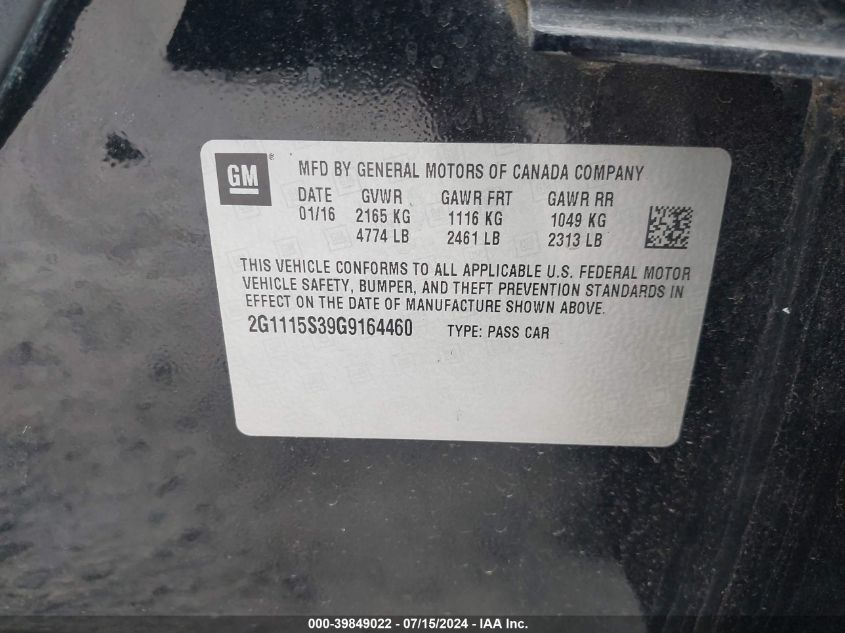 GM ® MFD BY GENERAL MOTORS OF CANADA COMPANY
DATE GVWR GAWR FRT GAWR RR
01/16 2165 KG 1116 KG 1049 KG
4774 LB 2461 LB 2313 LB
THIS VEHICLE CONFORMS TO ALL APPLICABLE U.S. FEDERAL MOTOR
VEHICLE SAFETY, BUMPER, AND THEFT PREVENTION STANDARDS IN
EFFECT ON THE DATE OF MANUFACTURE SHOWN ABOVE.
2G1115S39G9164460 TYPE: PASS CAR
000-39849022 - 07/15/2024 - IAA Inc.